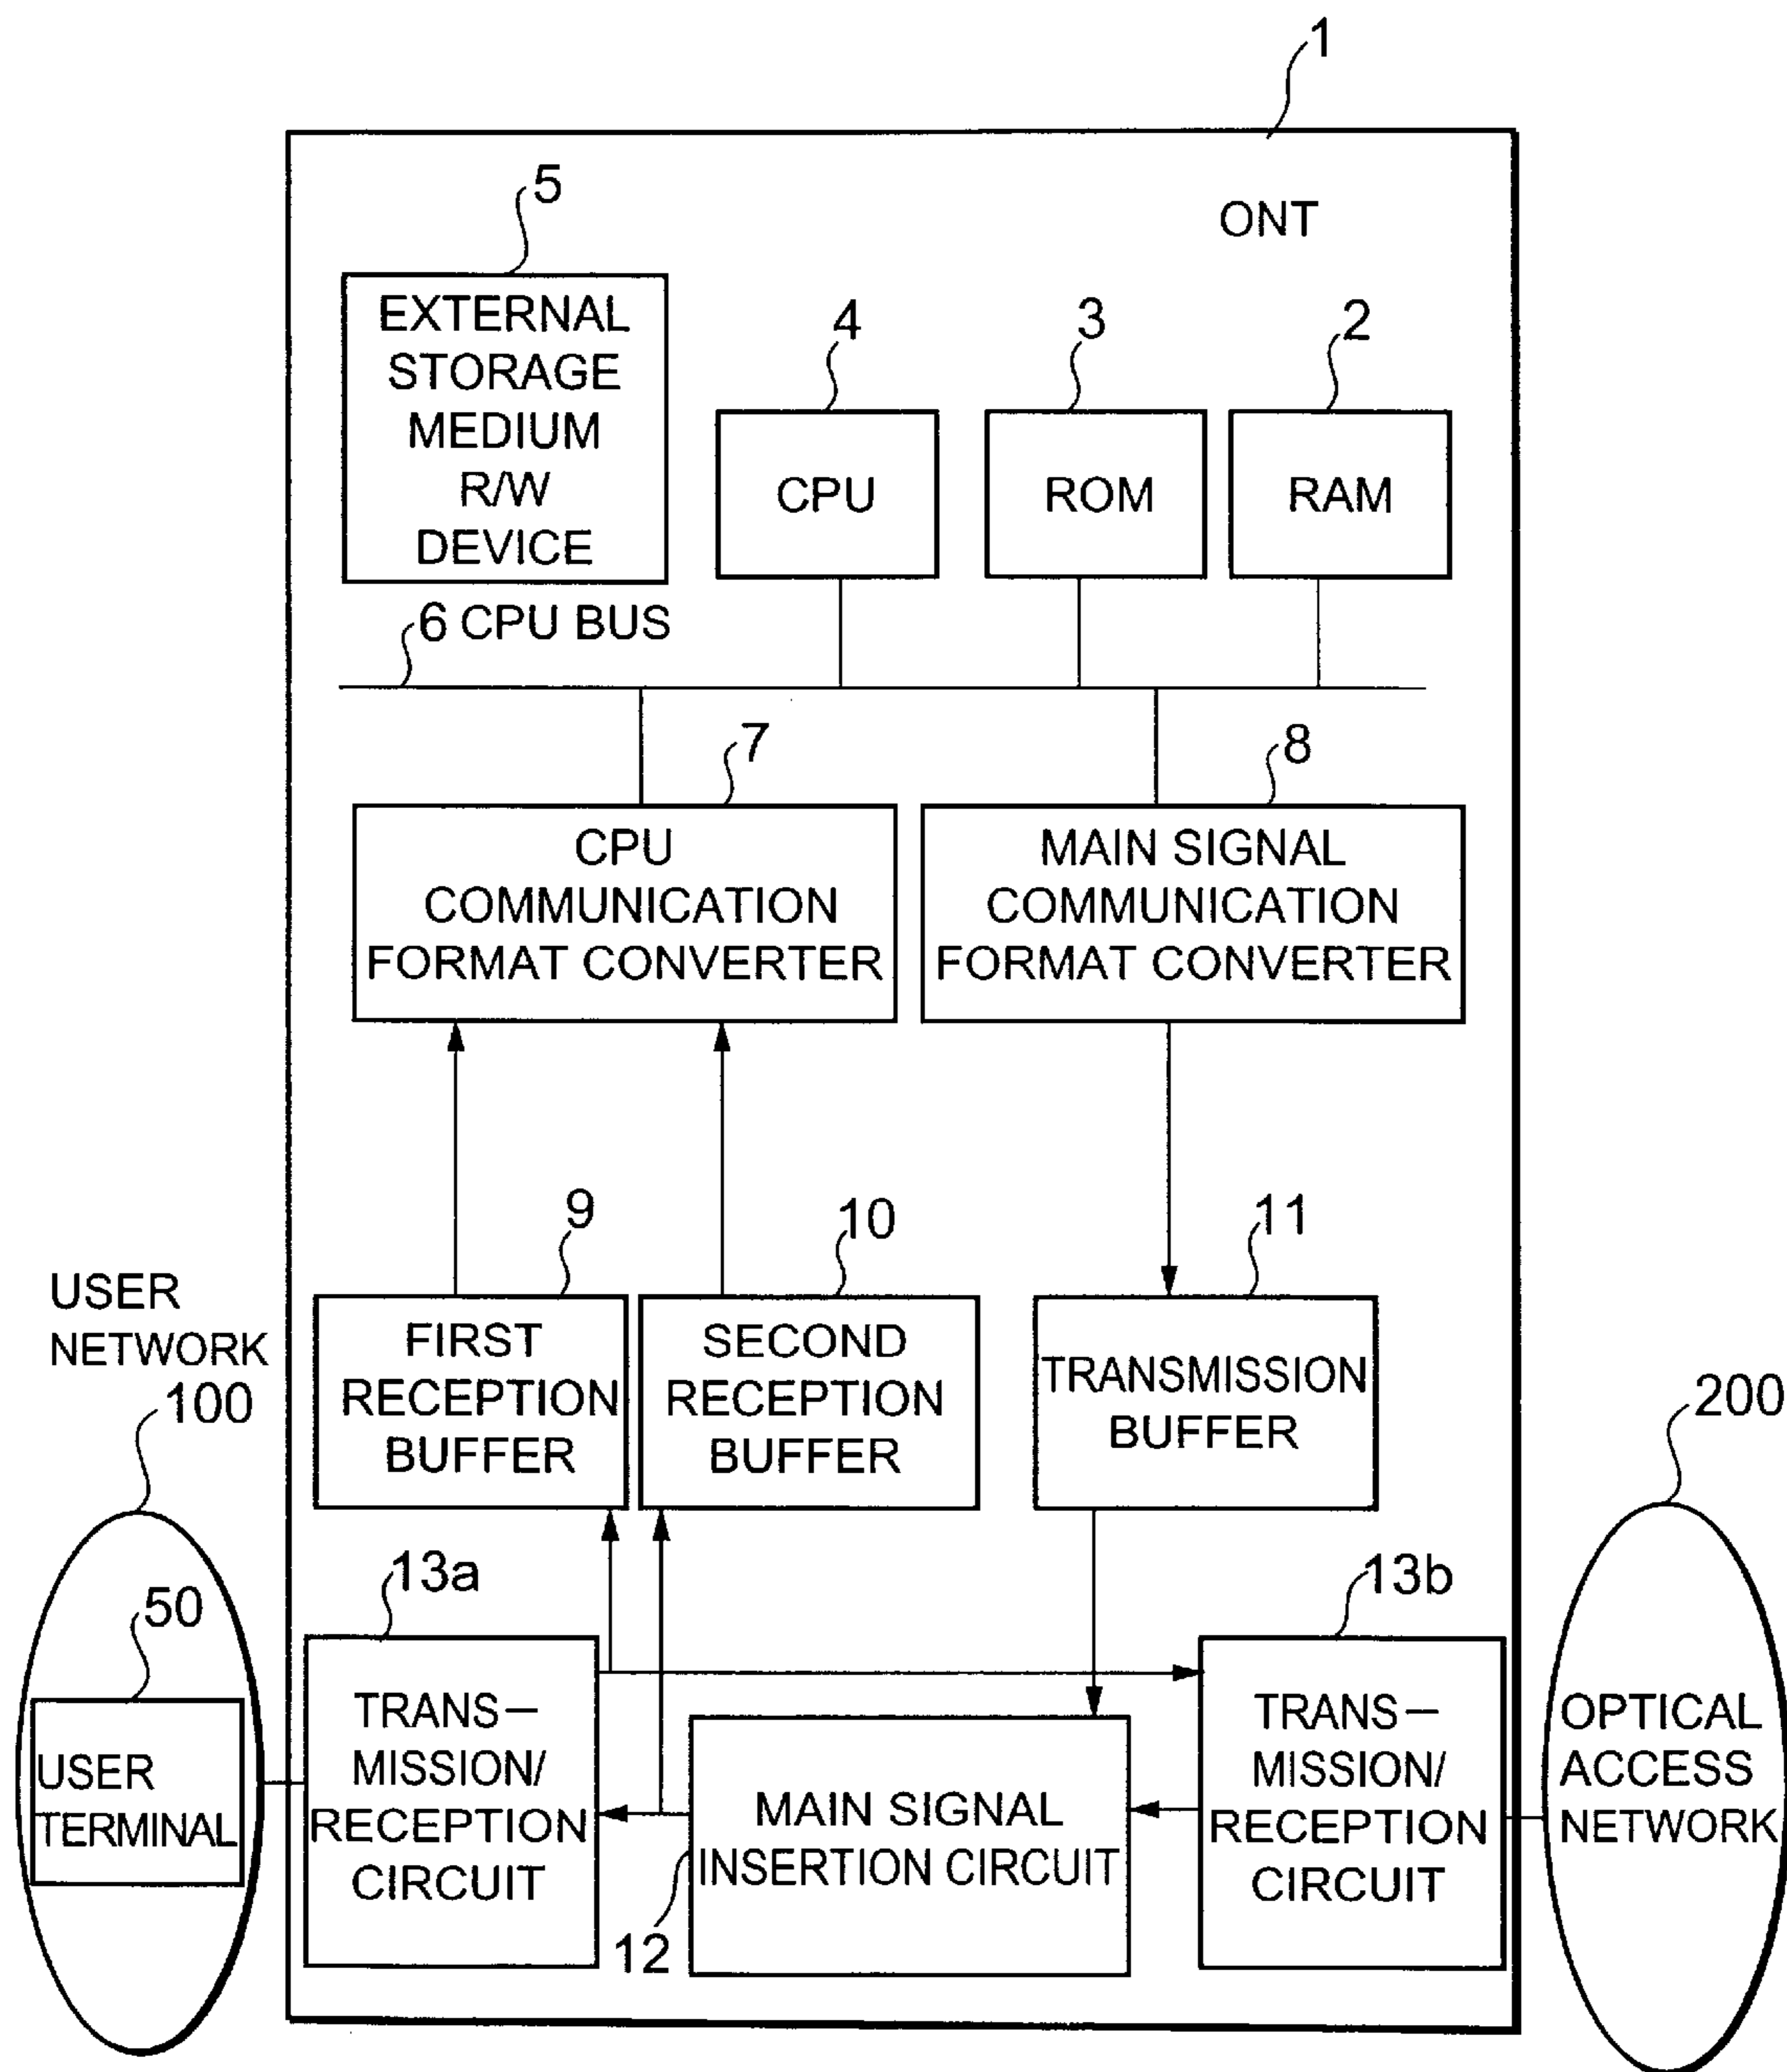 1
ONT
5
EXTERNAL
STORAGE
MEDIUM
R/W
DEVICE
4
CPU
3
ROM
2
RAM
6 CPU BUS
7
CPU
COMMUNICATION
FORMAT CONVERTER
8
MAIN SIGNAL
COMMUNICATION
FORMAT CONVERTER
9
FIRST
RECEPTION
BUFFER
10
SECOND
RECEPTION
BUFFER
11
TRANSMISSION
BUFFER
USER
NETWORK
100
50
USER
TERMINAL
13a
TRANS-
MISSION/
RECEPTION
CIRCUIT
12
MAIN SIGNAL
INSERTION CIRCUIT
13b
TRANS-
MISSION/
RECEPTION
CIRCUIT
200
OPTICAL
ACCESS
NETWORK